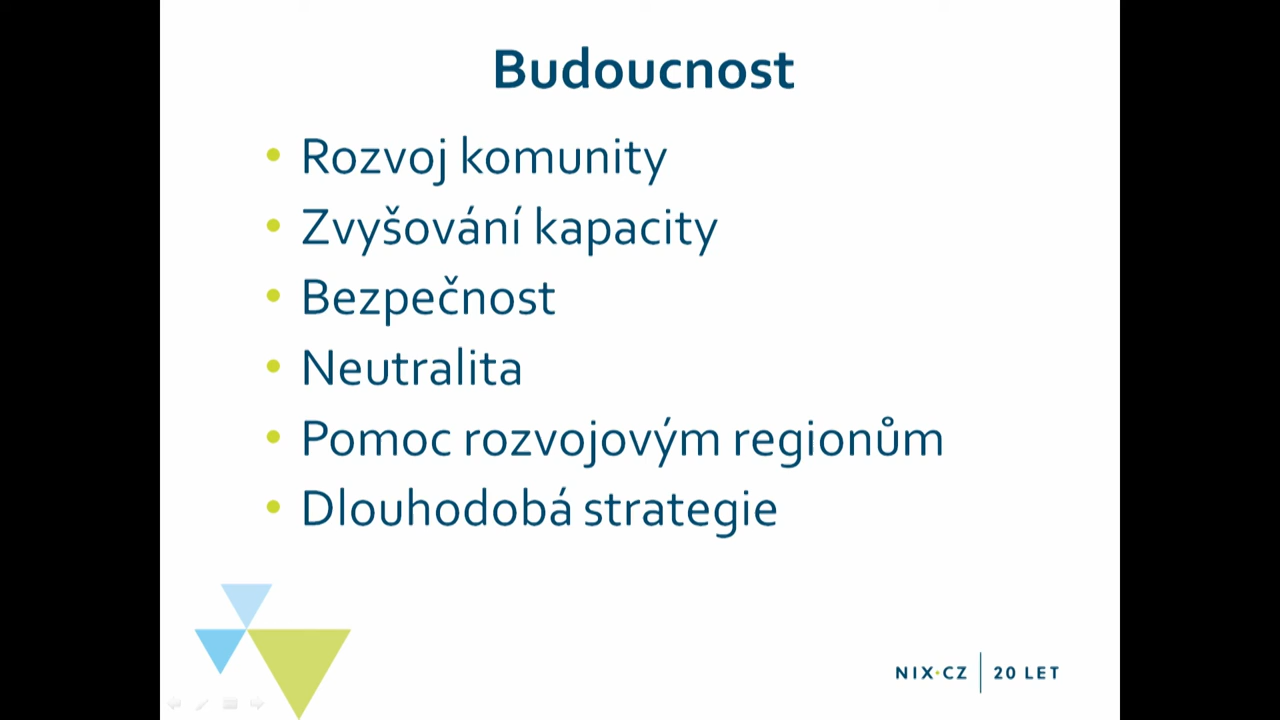 Budoucnost
Rozvoj komunity
Zvyšování kapacity
Bezpečnost
Neutralita
Pomoc rozvojovým regionům
Dlouhodobá strategie
NIX•CZ | 20 LET